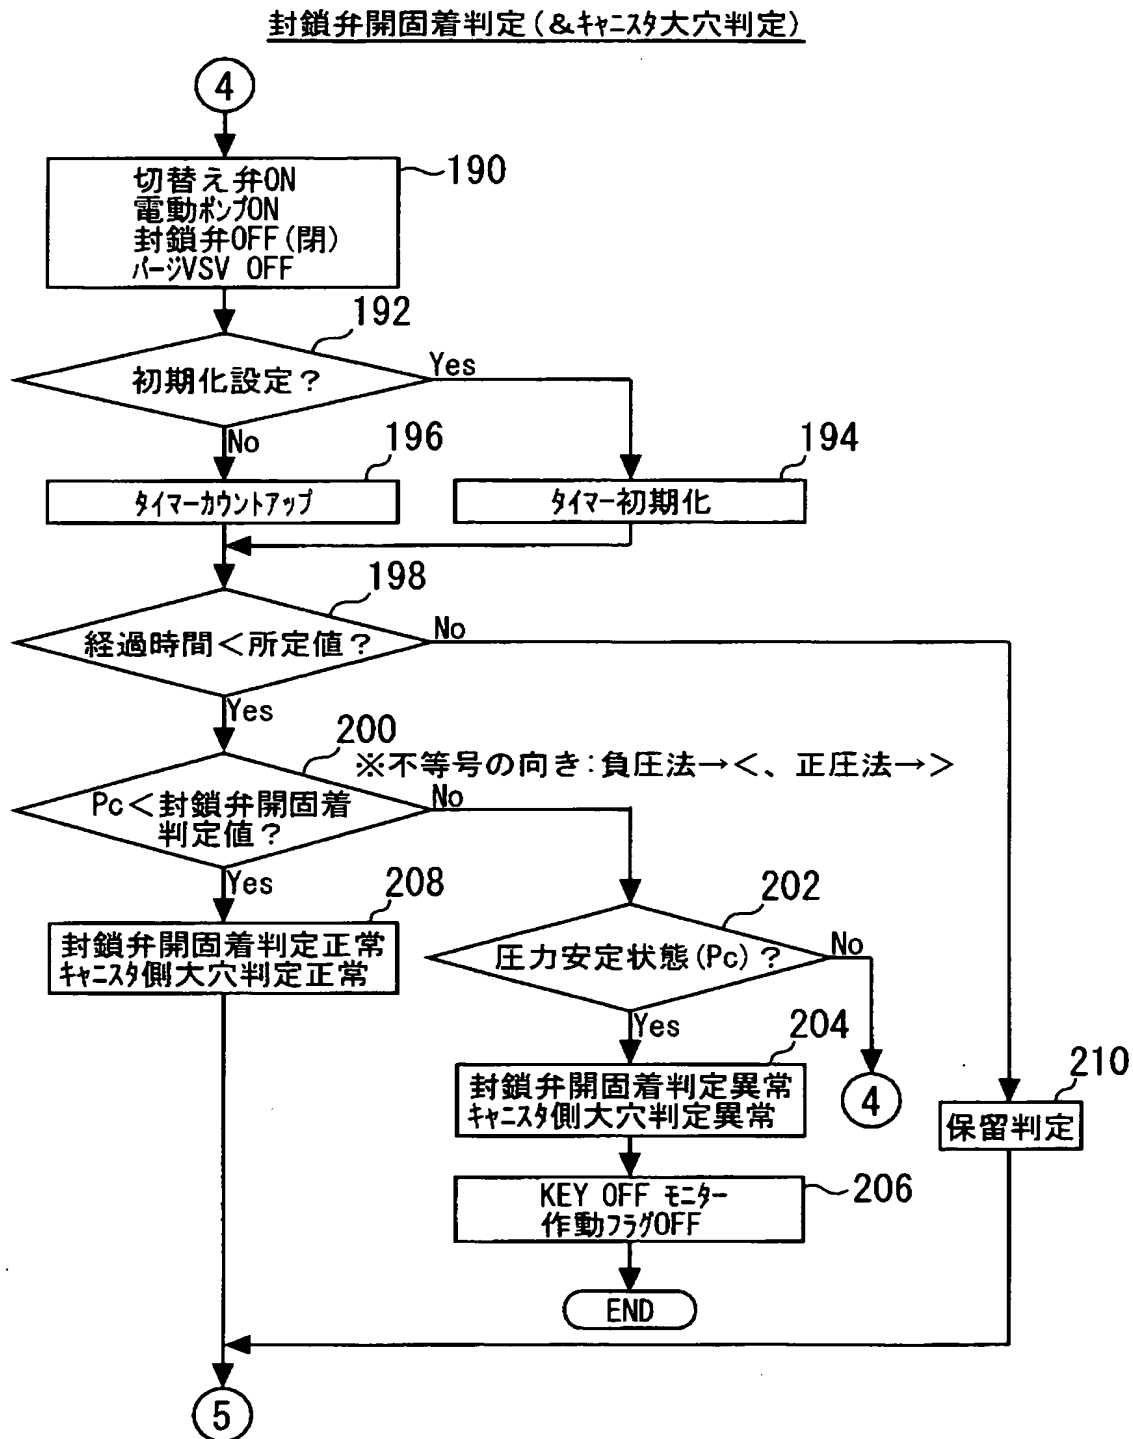 封鎖弁開固着判定(&キャニスタ大穴判定)
4
切替え弁ON
電動ポンプON
封鎖弁OFF(閉)
パージVSV OFF
190
192
初期化設定?
Yes
No
196
194
タイマーカウントアップ
タイマー初期化
198
経過時間<所定値?
No
Yes
200
※不等号の向き:負圧法→<、正圧法→>
Pc<封鎖弁開固着
判定値?
No
Yes
208
202
封鎖弁開固着判定正常
キャニスタ側大穴判定正常
圧力安定状態(Pc)?
No
Yes
204
封鎖弁開固着判定異常
キャニスタ側大穴判定異常
4
210
保留判定
KEY OFF モニター
作動フラグOFF
206
END
5